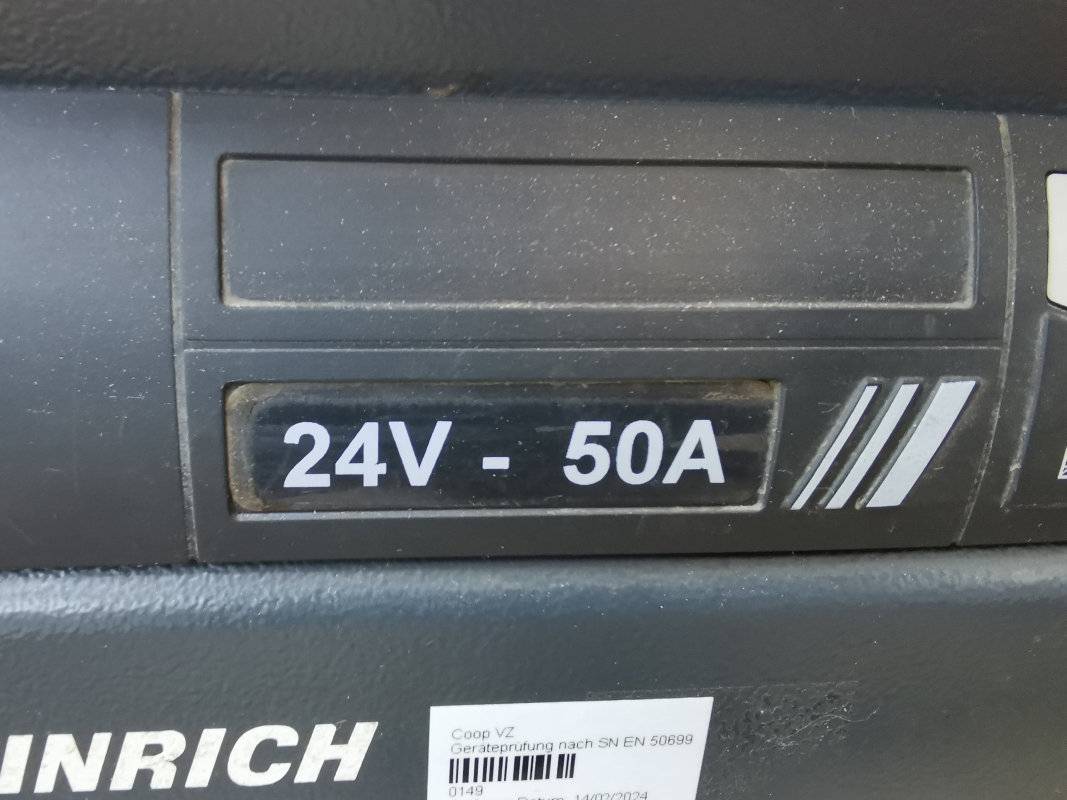 24V - 50A
INRICH
Coop VZ
Geräteprüfung nach SN EN 50699
0149
Datum: 14/02/2024